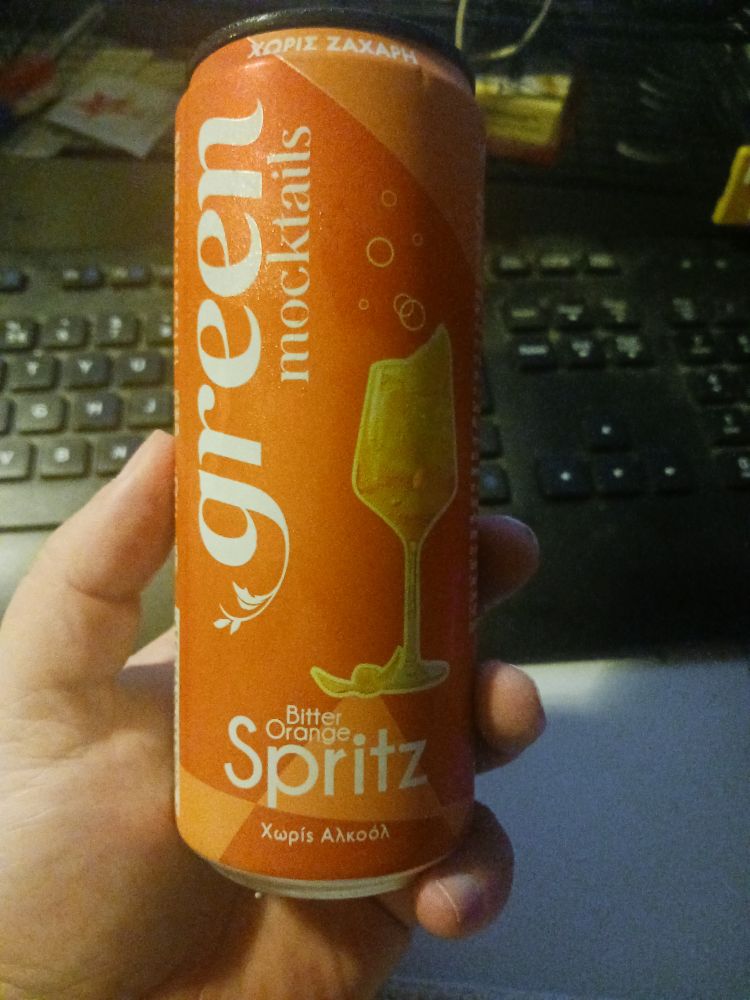 ΧΩΡΙΣ ΖΑΧΑΡΗ
green
mocktails
Bitter
Orange
Spritz
Χωρίς Αλκοόλ